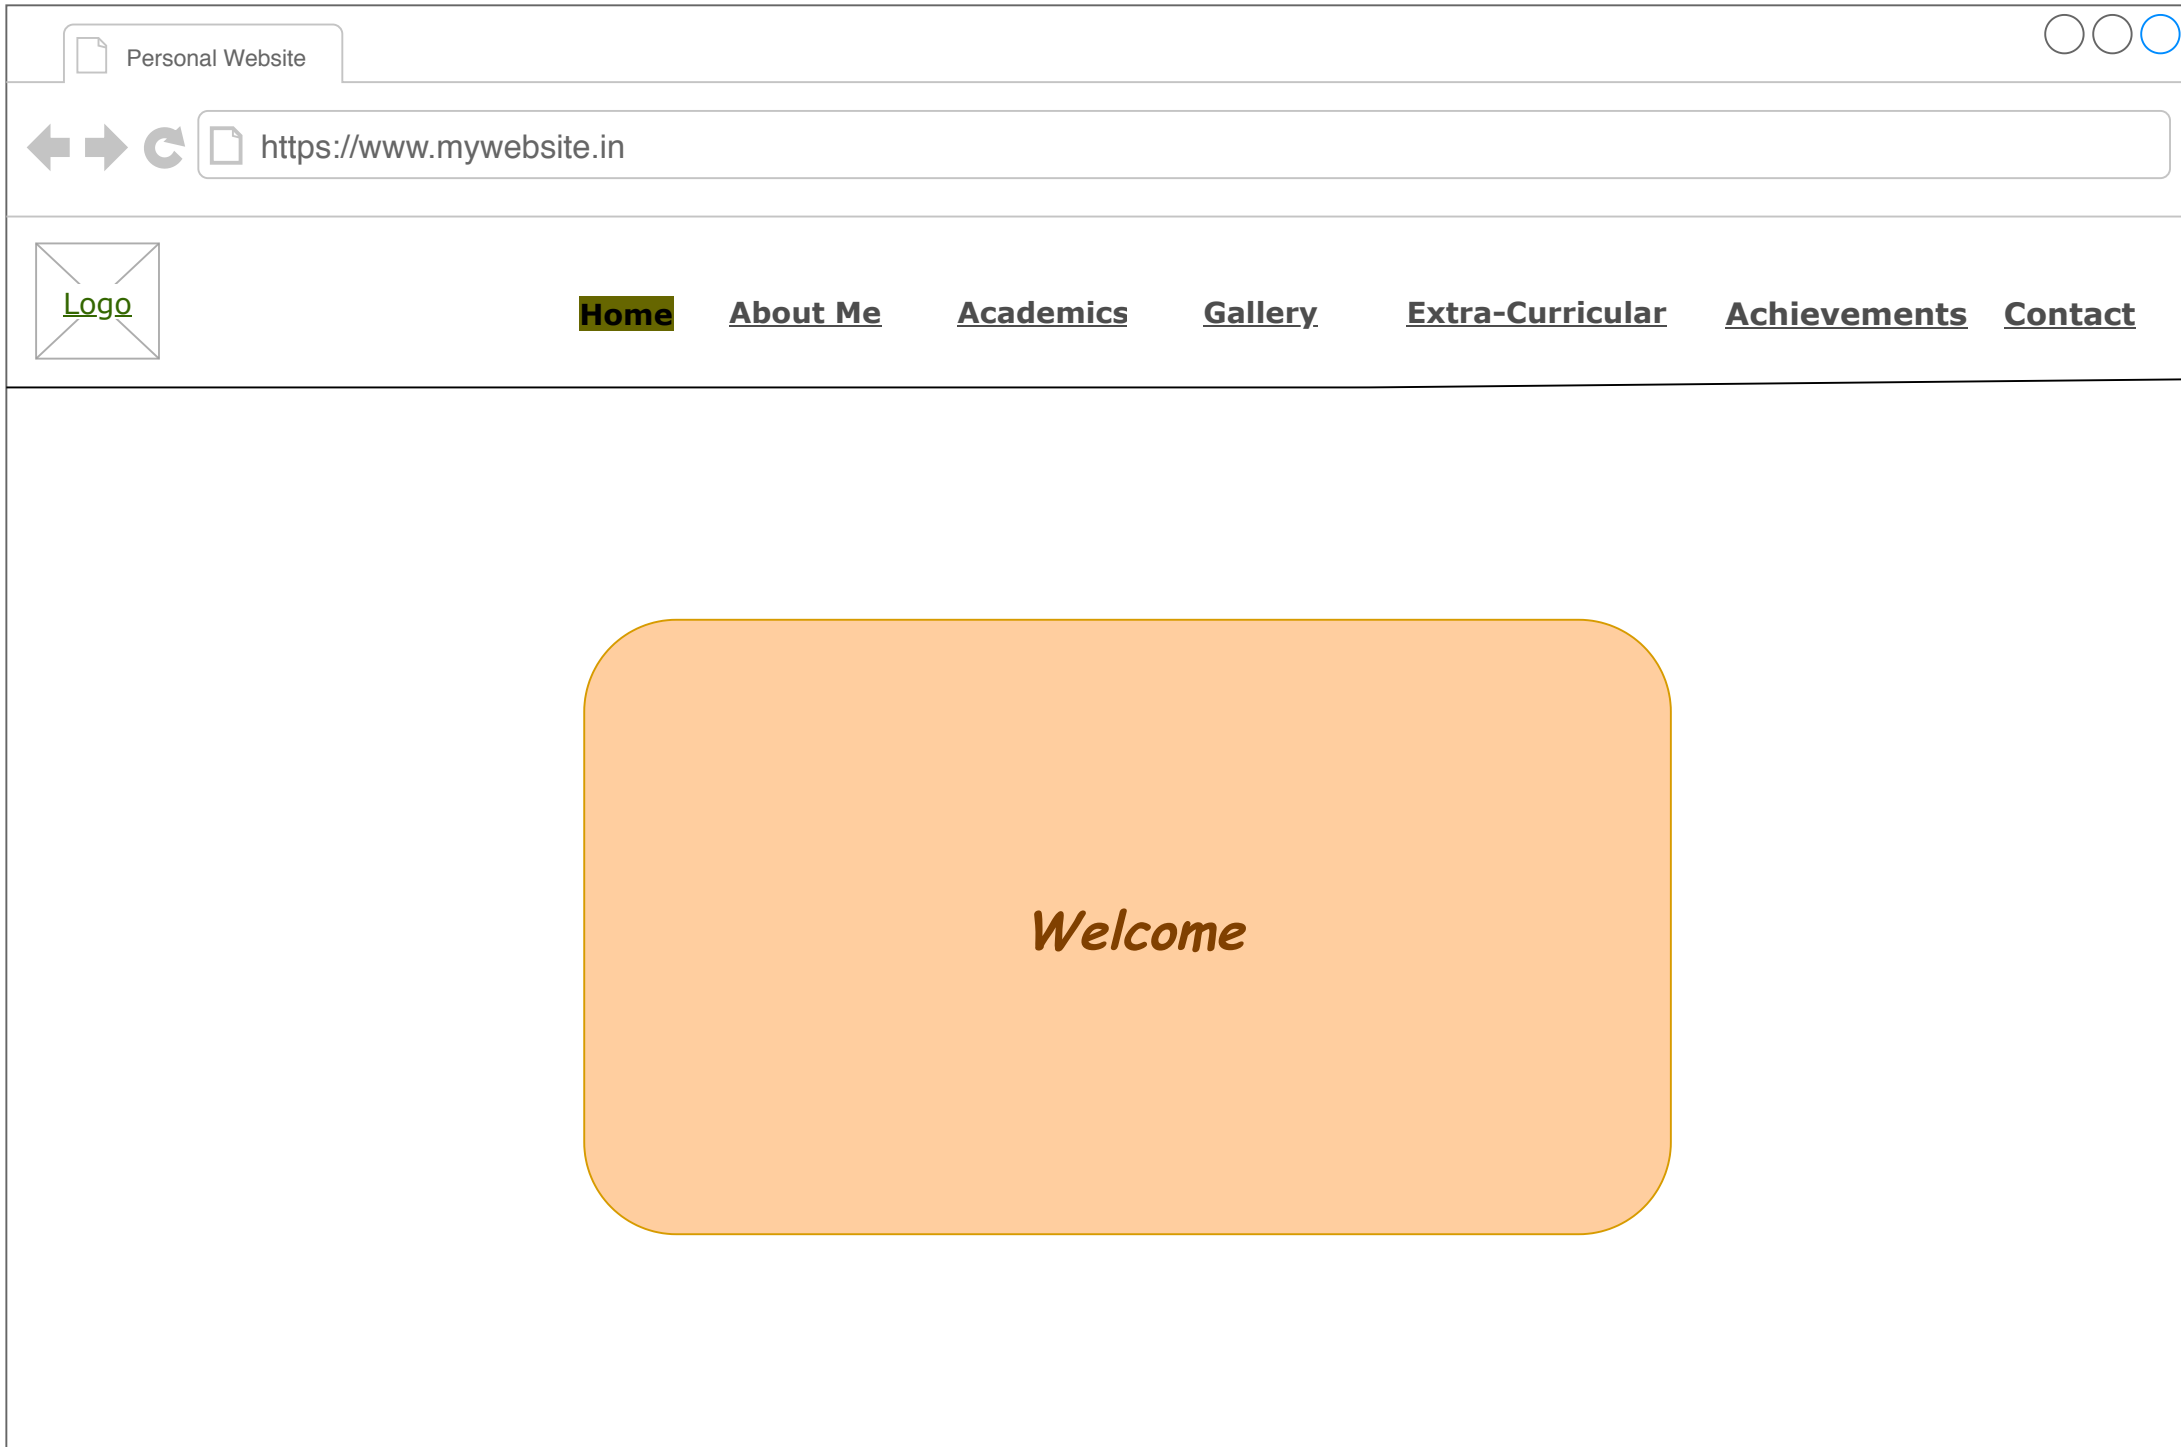 Personal Website
https://www.mywebsite.in
Logo
Home About Me Academics Gallery Extra-Curricular Achievements Contact
Welcome